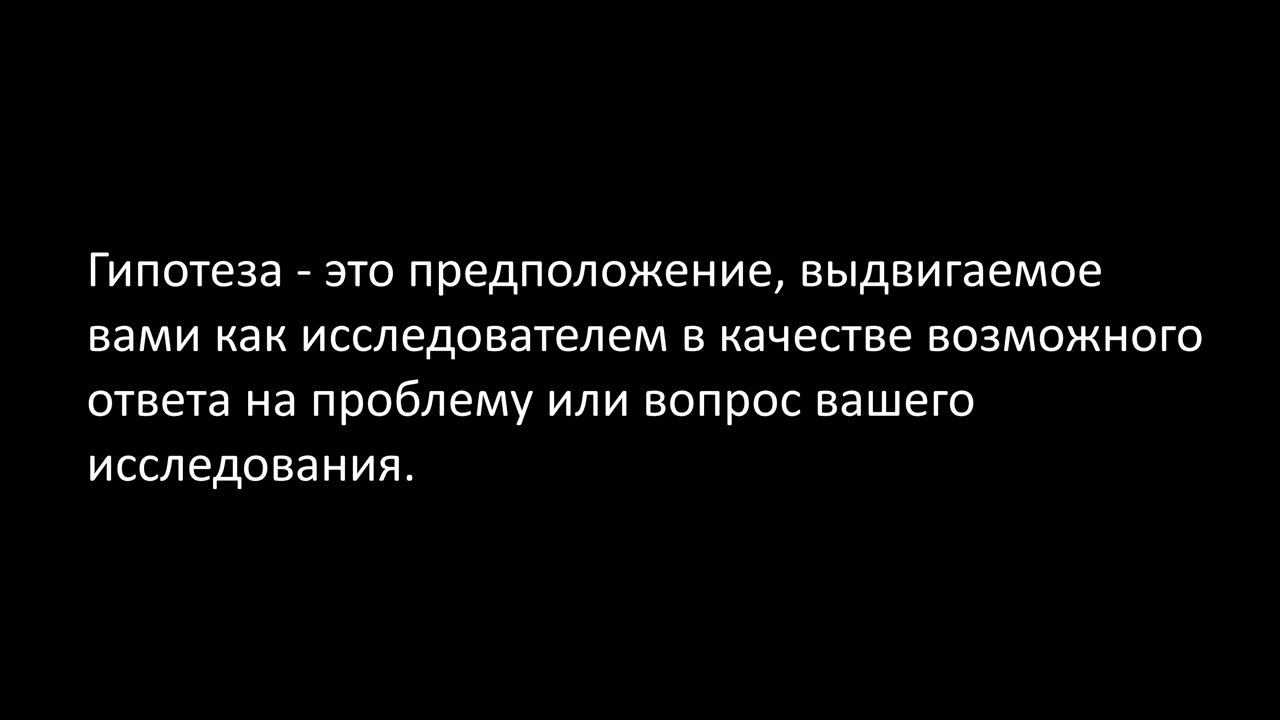 Гипотеза - это предположение, выдвигаемое
вами как исследователем в качестве возможного
ответа на проблему или вопрос вашего
исследования.